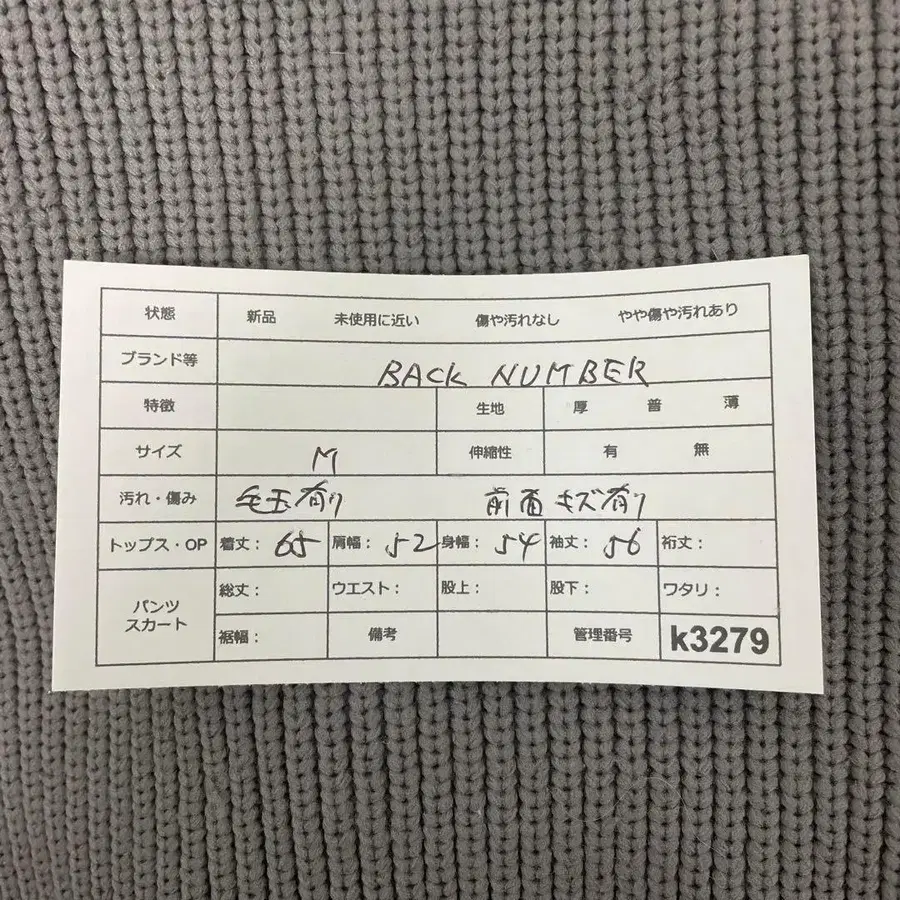 状態 新品 未使用に近い 傷や汚れなし やや傷や汚れあり
ブランド等 BACK NUMBER
特徴 生地 厚 普 薄
サイズ M 伸縮性 有 無
汚れ・傷み 毛玉有り 前面キズ有り
トップス・OP 着丈: 65 肩幅: 52 身幅: 54 袖丈: 56 裄丈:
パンツ スカート 総丈: ウエスト: 股上: 股下: ワタリ:
裾幅: 備考 管理番号 k3279